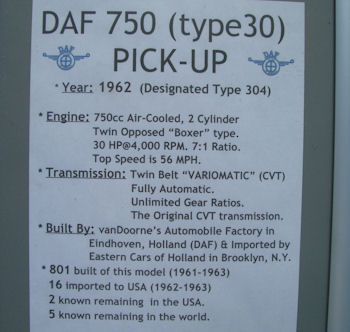 DAF 750 (type30)
PICK-UP
DAF
DAF
* Year: 1962 (Designated Type 304)
* Engine: 750cc Air-Cooled, 2 Cylinder
Twin Opposed "Boxer" type.
30 HP@4,000 RPM. 7:1 Ratio.
Top Speed is 56 MPH.
* Transmission: Twin Belt "VARIOMATIC" (CVT)
Fully Automatic.
Unlimited Gear Ratios.
The Original CVT transmission.
* Built By: vanDoorne's Automobile Factory in
Eindhoven, Holland (DAF) & Imported by
Eastern Cars of Holland in Brooklyn, N.Y.
* 801 built of this model (1961-1963)
16 imported to USA (1962-1963)
2 known remaining in the USA.
5 known remaining in the world.